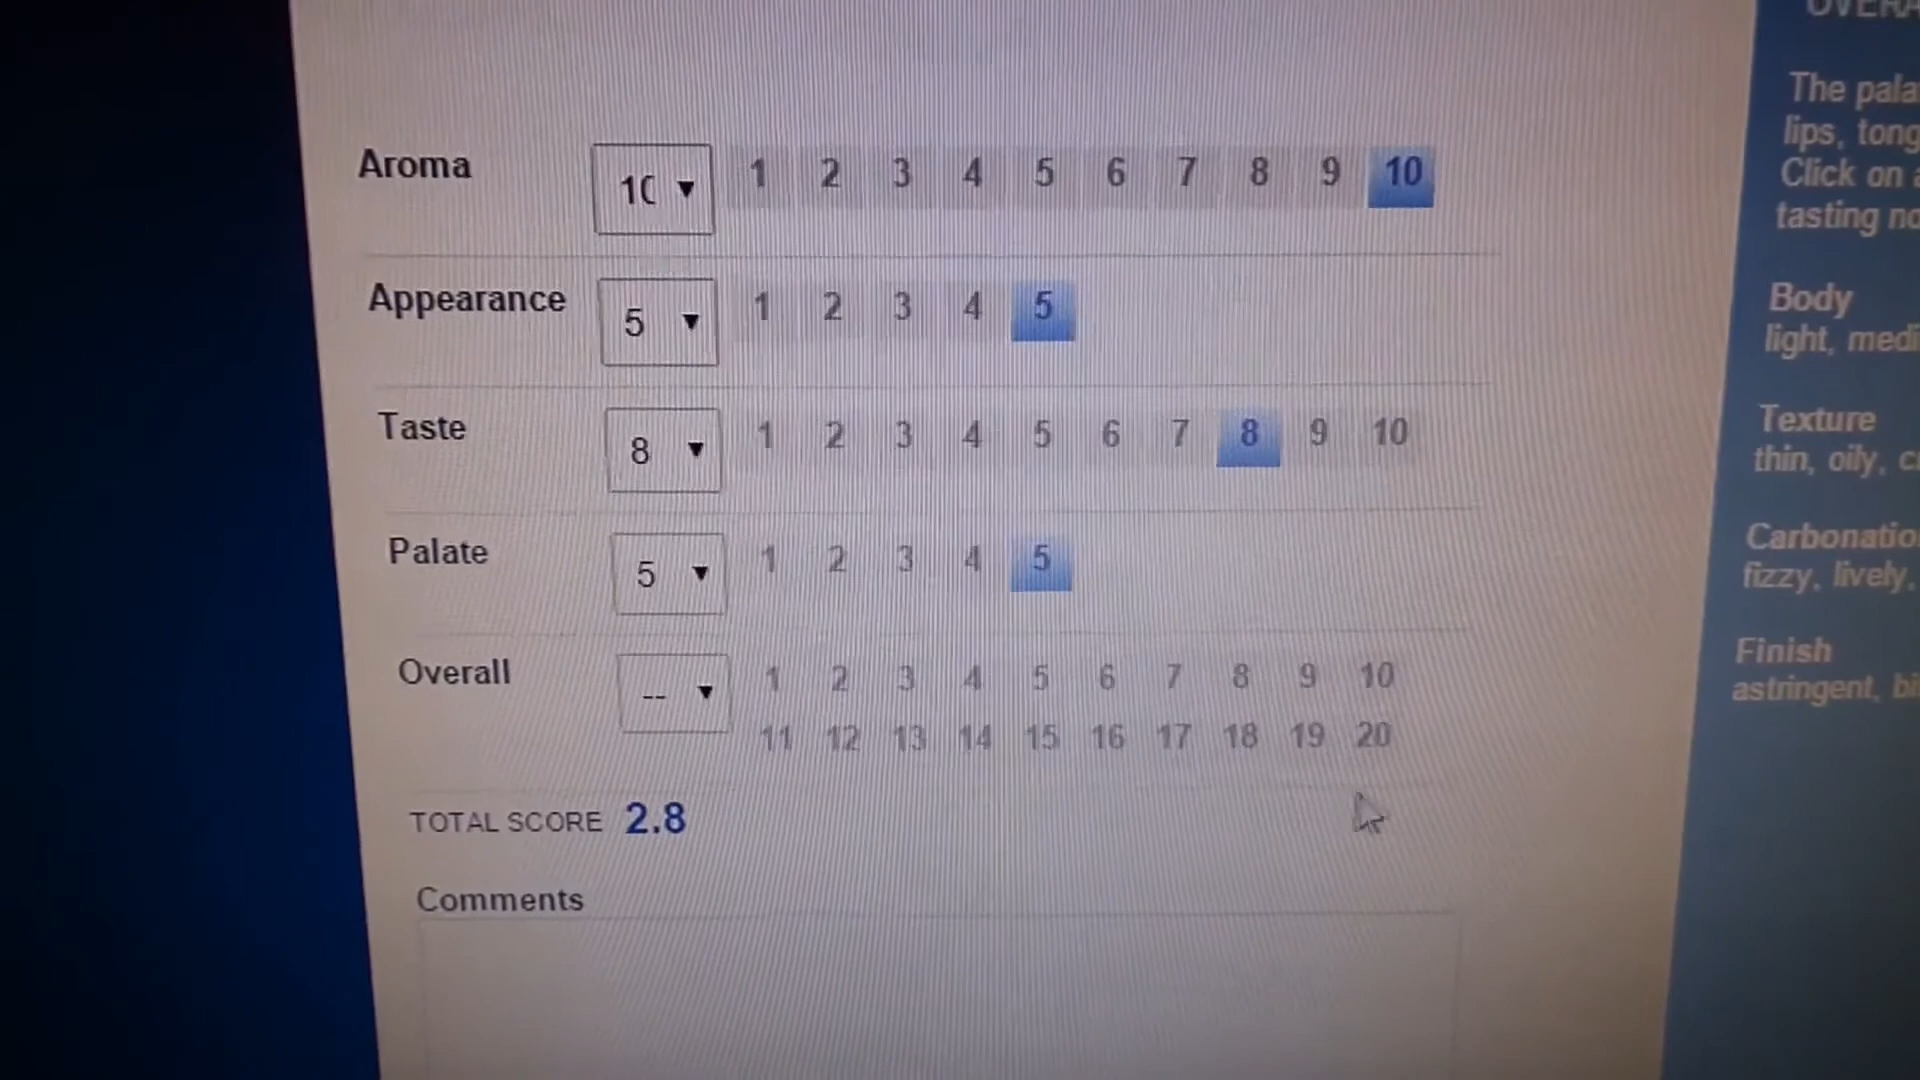 Aroma 10 1 2 3 4 5 6 7 8 9 10
Appearance 5 1 2 3 4 5
Taste 8 1 2 3 4 5 6 7 8 9 10
Palate 5 1 2 3 4 5
Overall -- 1 2 3 4 5 6 7 8 9 10
11 12 13 14 15 16 17 18 19 20
TOTAL SCORE 2.8
Comments
The
lips,
Click on
tasting
Body
light,
Texture
thin, oily,
fizzy, lively,
Finish
astringent,